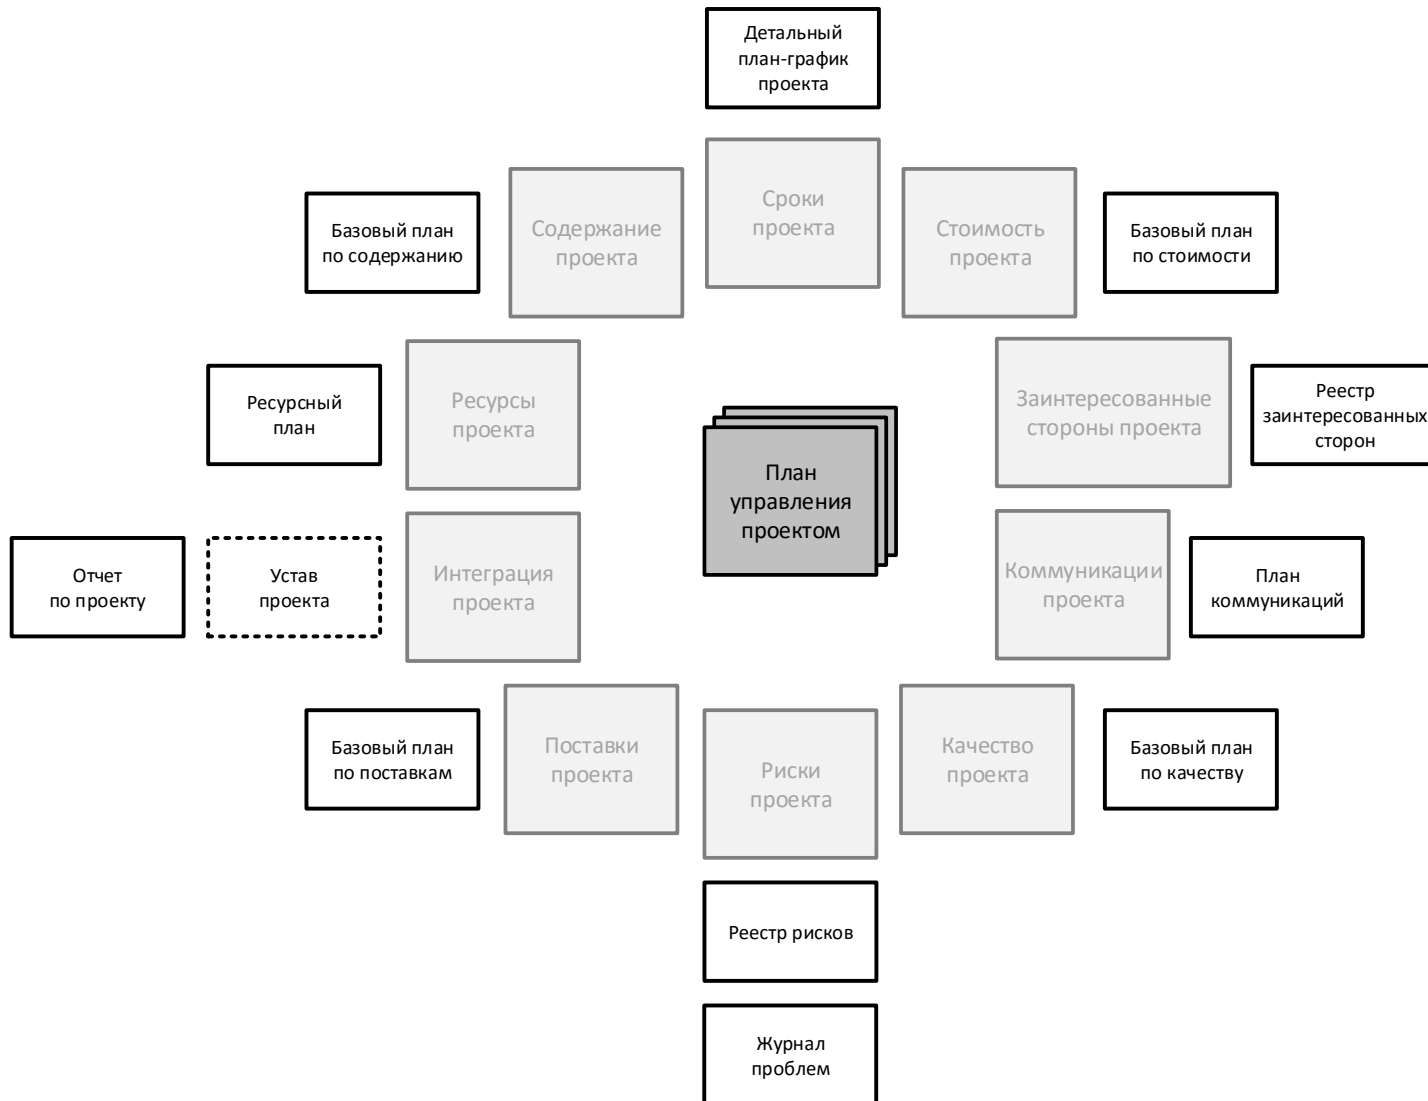 Детальный
план-график
проекта
Сроки
проекта
Содержание
проекта
Стоимость
проекта
Базовый план
по содержанию
Базовый план
по стоимости
Ресурсный
план
Ресурсы
проекта
Заинтересованные
стороны проекта
Реестр
заинтересованных
сторон
План
управления
проектом
Отчет
по проекту
Устав
проекта
Интеграция
проекта
Коммуникации
проекта
План
коммуникаций
Базовый план
по поставкам
Поставки
проекта
Риски
проекта
Качество
проекта
Базовый план
по качеству
Реестр рисков
Журнал
проблем